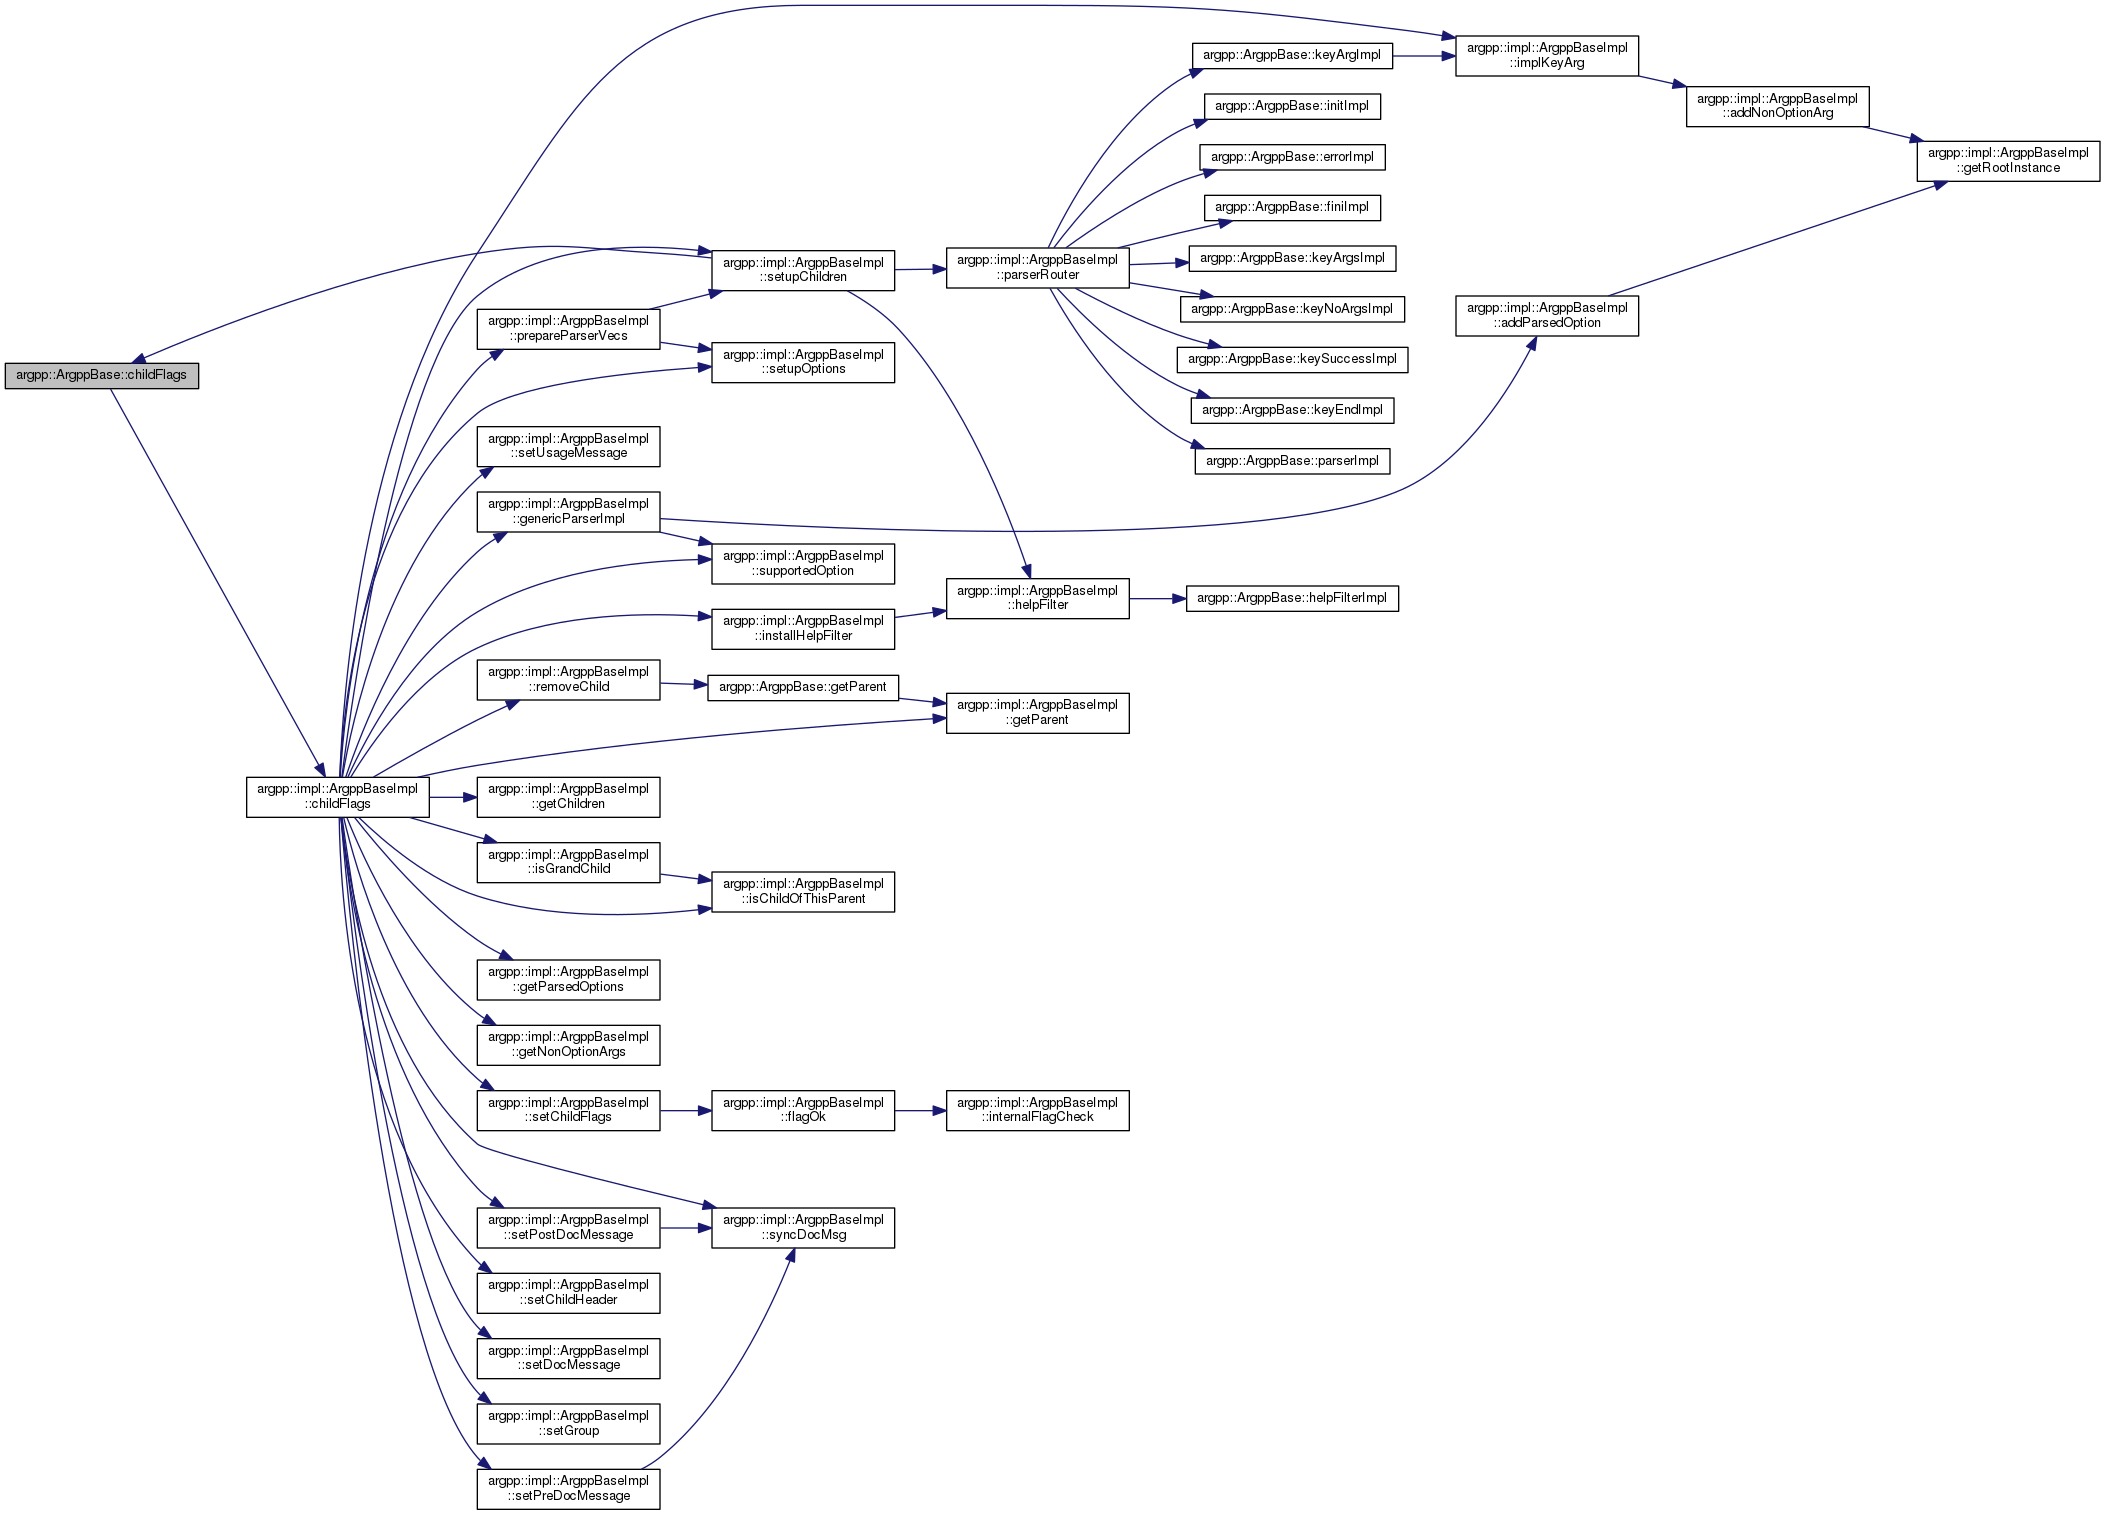 argpp::ArgppBase::childFlags
argpp::impl::ArgppBaseImpl
::childFlags
argpp::impl::ArgppBaseImpl
::prepareParserVecs
argpp::impl::ArgppBaseImpl
::setUsageMessage
argpp::impl::ArgppBaseImpl
::genericParserImpl
argpp::impl::ArgppBaseImpl
::removeChild
argpp::impl::ArgppBaseImpl
::getChildren
argpp::impl::ArgppBaseImpl
::isGrandChild
argpp::impl::ArgppBaseImpl
::getParsedOptions
argpp::impl::ArgppBaseImpl
::getNonOptionArgs
argpp::impl::ArgppBaseImpl
::setChildFlags
argpp::impl::ArgppBaseImpl
::setPostDocMessage
argpp::impl::ArgppBaseImpl
::setChildHeader
argpp::impl::ArgppBaseImpl
::setDocMessage
argpp::impl::ArgppBaseImpl
::setGroup
argpp::impl::ArgppBaseImpl
::setPreDocMessage
argpp::impl::ArgppBaseImpl
::setupChildren
argpp::impl::ArgppBaseImpl
::setupOptions
argpp::impl::ArgppBaseImpl
::supportedOption
argpp::impl::ArgppBaseImpl
::installHelpFilter
argpp::ArgppBase::getParent
argpp::impl::ArgppBaseImpl
::isChildOfThisParent
argpp::impl::ArgppBaseImpl
::flagOk
argpp::impl::ArgppBaseImpl
::syncDocMsg
argpp::impl::ArgppBaseImpl
::parserRouter
argpp::impl::ArgppBaseImpl
::helpFilter
argpp::impl::ArgppBaseImpl
::getParent
argpp::impl::ArgppBaseImpl
::internalFlagCheck
argpp::ArgppBase::keyArgImpl
argpp::ArgppBase::initImpl
argpp::ArgppBase::errorImpl
argpp::ArgppBase::finiImpl
argpp::ArgppBase::keyArgsImpl
argpp::ArgppBase::keyNoArgsImpl
argpp::ArgppBase::keySuccessImpl
argpp::ArgppBase::keyEndImpl
argpp::ArgppBase::parserImpl
argpp::ArgppBase::helpFilterImpl
argpp::impl::ArgppBaseImpl
::implKeyArg
argpp::impl::ArgppBaseImpl
::addParsedOption
argpp::impl::ArgppBaseImpl
::addNonOptionArg
argpp::impl::ArgppBaseImpl
::getRootInstance